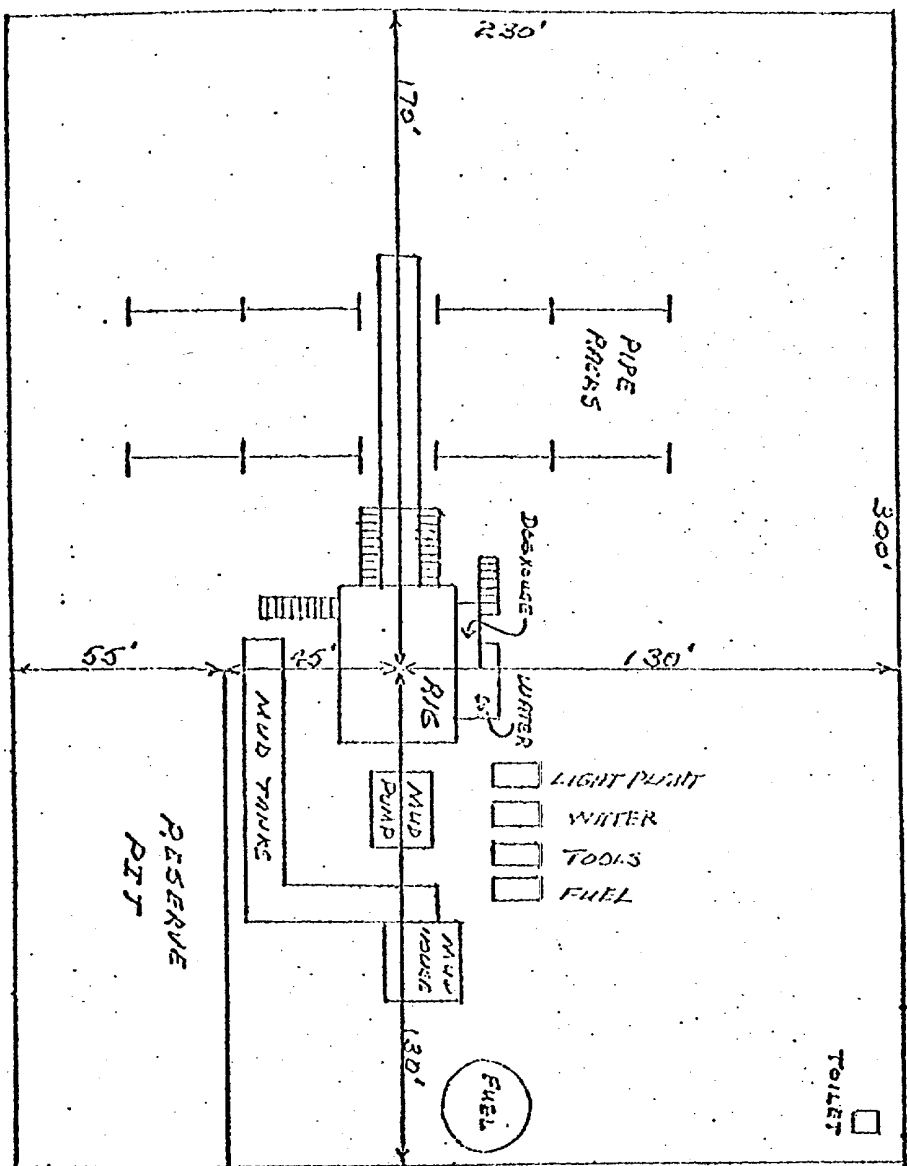 230'
170'
PIPE
RACKS
300'
DOGHOUSE
55'
130'
RIG
WATER
MUD TANKS
MUD
PUMP
LIGHT PLANT
WATER
TOOLS
FUEL
RESERVE
PIT
MUD
HOUSE
130'
FUEL
TOILET